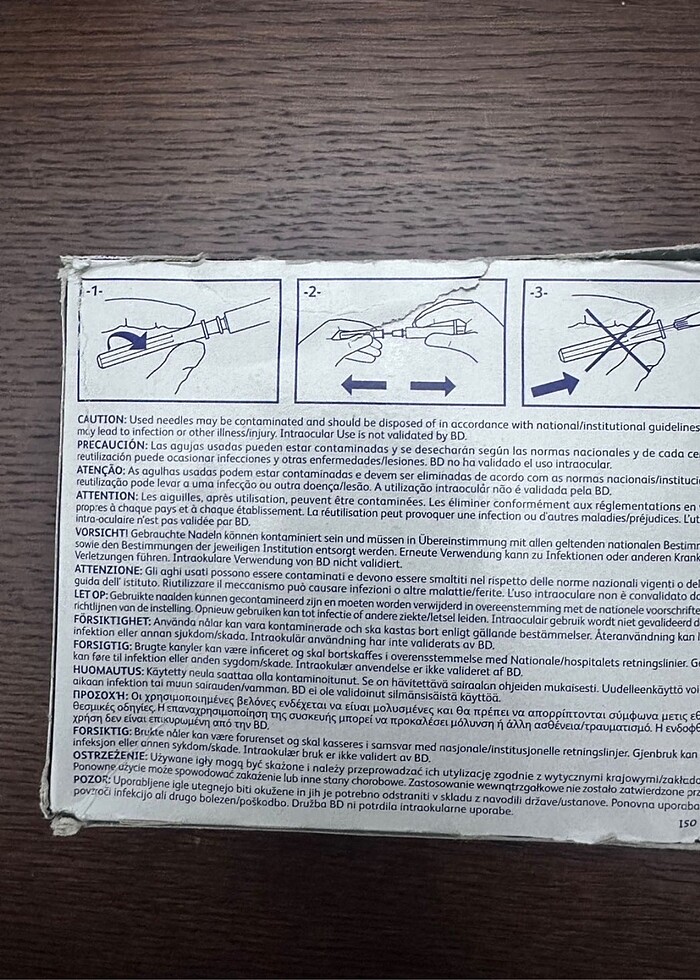 -1-
-2-
-3-
CAUTION: Used needles may be contaminated and should be disposed of in accordance with national/institutional guidelines
may lead to infection or other illness/injury. Intraocular Use is not validated by BD.
PRECAUCIÓN: Las agujas usadas pueden estar contaminadas y se desecharán según las normas nacionales y de cada
reutilización puede ocasionar infecciones y otras enfermedades/lesiones. BD no ha validado el uso intraocular.
ATENÇÃO: As agulhas usadas podem estar contaminadas e devem ser eliminadas de acordo com as normas nacionais/
reutilização pode levar a uma infecção ou outra doença/lesão. A utilização intraocular não é validada pela BD.
ATTENTION: Les aiguilles, après utilisation, peuvent être contaminées. Les éliminer conformément aux réglementations en
propres à chaque pays et à chaque établissement. La réutilisation peut provoquer une infection ou d'autres maladies/préjudices.
intra-oculaire n'est pas validée par BD.
VORSICHT! Gebrauchte Nadeln können kontaminiert sein und müssen in Übereinstimmung mit allen geltenden nationalen
sowie den Bestimmungen der jeweiligen Institution entsorgt werden. Erneute Verwendung kann zu Infektionen oder anderen
Verletzungen führen. Intraokulare Verwendung von BD nicht validiert.
ATTENZIONE: Gli aghi usati possono essere contaminati e devono essere smaltiti nel rispetto delle norme nazionali vigenti o
guida dell' istituto. Riutilizzare il meccanismo può causare infezioni o altre malattie/ferite. L'uso intraoculare non è convalidato
LET OP: Gebruikte naalden kunnen gecontamineerd zijn en moeten worden verwijderd in overeenstemming met de nationale
richtlijnen van de instelling. Opnieuw gebruiken kan tot infectie of andere ziekte/letsel leiden. Intraoculair gebruik wordt niet gevalideerd
FÖRSIKTIGHET: Använda nålar kan vara kontaminerade och ska kastas bort enligt gällande bestämmelser. Återanvändning kan
infektion eller annan sjukdom/skada. Intraokulär användning har inte validerats av BD.
FORSIGTIG: Brugte kanyler kan være inficeret og skal bortskaffes i overensstemmelse med Nationale/hospitalets retningslinier.
kan føre til infektion eller anden sygdom/skade. Intraokulær anvendelse er ikke valideret af BD.
HUOMAUTUS: Käytetty neula saattaa olla kontaminoitunut. Se on hävitettävä sairaalan ohjeiden mukaisesti. Uudelleenkäyttö
aikaan infektion tai muun sairauden/vamman. BD ei ole validoinut silmänsisäistä käyttöä.
ΠΡΟΣΟΧΉ: Οι χρησιμοποιημένες βελόνες ενδέχεται να είναι μολυσμένες και θα πρέπει να απορρίπτονται σύμφωνα με
θεσμικές οδηγίες. Η επαναχρησιμοποίηση της συσκευής μπορεί να προκαλέσει μόλυνση ή άλλη ασθένεια/τραυματισμό. Η
χρήση δεν είναι επικυρωμένη από την BD.
FORSIKTIG: Brukte nåler kan være forurenset og skal kasseres i samsvar med nasjonale/institusjonelle retningslinjer. Gjenbruk kan
infeksjon eller annen sykdom/skade. Intraokulær bruk er ikke validert av BD.
OSTRZEŻENIE: Używane igły mogą być skażone i należy przeprowadzać ich utylizację zgodnie z wytycznymi krajowymi/
Ponowne użycie może spowodować zakażenie lub inne stany chorobowe. Zastosowanie wewnątrzgałkowe nie zostało zatwierdzone
POZOR: Uporabljene igle utegnejo biti okužene in jih je potrebno odstraniti v skladu z navodili države/ustanove. Ponovna
povzroči infekcijo ali drugo bolezen/poškodbo. Družba BD ni potrdila intraokularne uporabe.
ISO